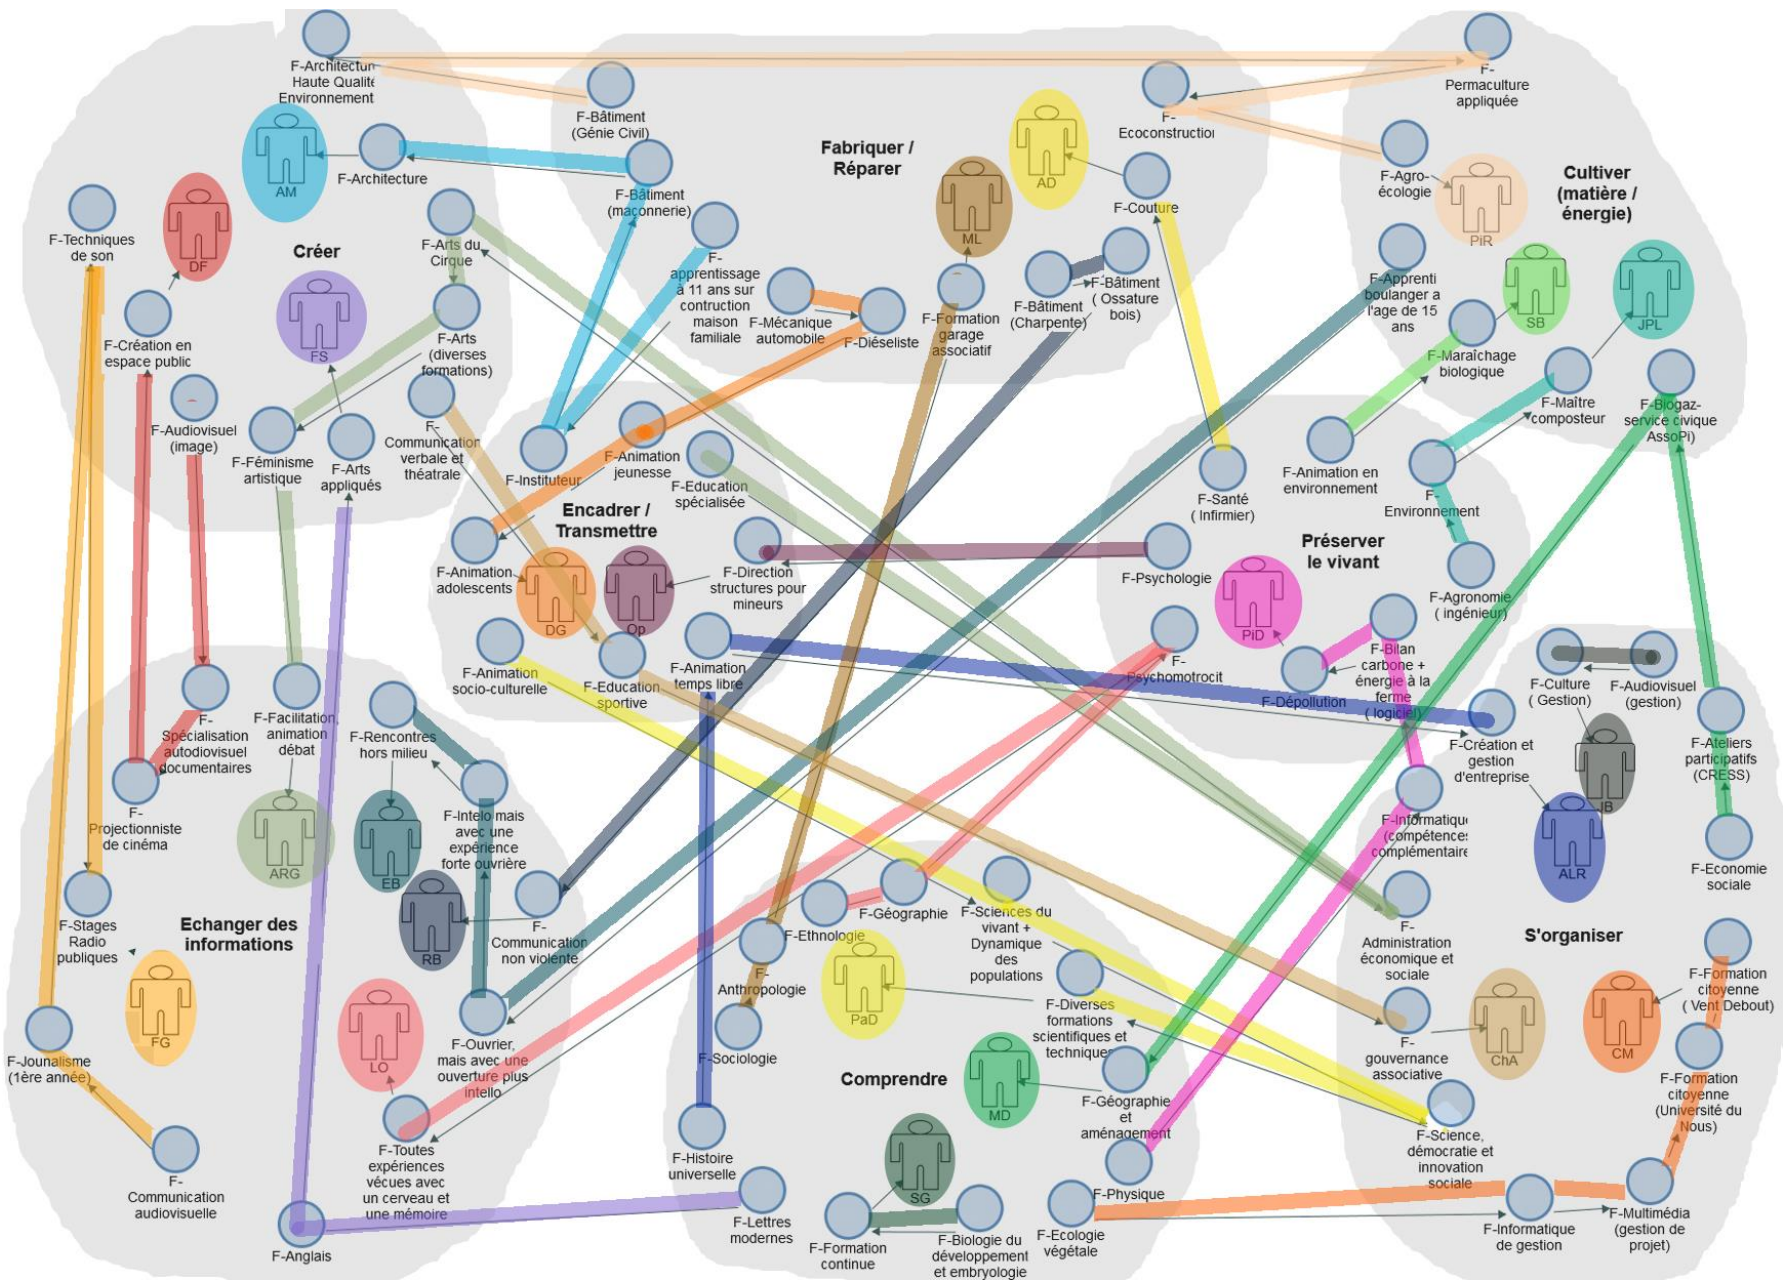 F-Architecture
Haute Qualité
Environnement
F-Bâtiment
(Génie Civil)
F-
Ecoconstruction
F-
Permaculture
appliquée
AM
F-Architecture
F-Bâtiment
(maçonnerie)
Fabriquer /
Réparer
AD
F-Couture
F-Agro-
écologie
PiR
Cultiver
(matière /
énergie)
F-Techniques
de son
DF
Créer
F-Arts du
Cirque
F-
apprentissage
à 11 ans sur
contruction
maison
familiale
ML
F-Bâtiment
(Charpente)
F-Bâtiment
( Ossature
bois)
F-Apprenti
boulanger a
l'age de 15
ans
SB
JPL
F-Création en
espace public
FS
F-Arts
(diverses
formations)
F-Mécanique
automobile
F-Diéseliste
F-Formation
garage
associatif
F-Maraîchage
biologique
F-Maître
composteur
F-Biogaz-
service civique
AssoPi)
F-Audiovisuel
(image)
F-Féminisme
artistique
F-Arts
appliqués
F-
Communication
verbale et
théatrale
F-Instituteur
F-Animation
jeunesse
F-Education
spécialisée
F-Santé
( Infirmier)
F-Animation en
environnement
F-
Environnement
Encadrer /
Transmettre
F-Animation
adolescents
DG
Op
F-Direction
structures pour
mineurs
F-Psychologie
Préserver
le vivant
F-Agronomie
( ingénieur)
PiD
F-Animation
socio-culturelle
F-Education
sportive
F-Animation
temps libre
F-
Psychomotrocit
F-Dépollution
F-Bilan
carbone +
énergie à la
ferme
( logiciel)
F-Culture
( Gestion)
F-Audiovisuel
(gestion)
F-
Spécialisation
autodiovisuel
documentaires
F-Facilitation,
animation
débat
F-Rencontres
hors milieu
F-Création et
gestion
d'entreprise
F-Ateliers
participatifs
(CRESS)
IB
F-
Projectionniste
de cinéma
ARG
F-Intelo mais
avec une
expérience
forte ouvrière
EB
F-Informatique
(compétences
complémentaire
ALR
F-Economie
sociale
F-Stages
Radio
publiques
Echanger des
informations
RB
F-
Communication
non violente
F-Ethnologie
F-Géographie
F-Sciences du
vivant +
Dynamique
des
populations
F-
Administration
économique et
sociale
S'organiser
F-Formation
citoyenne
( Vent Debout)
F-
Anthropologie
PaD
F-Diverses
formations
scientifiques et
techniques
FG
LO
F-Jounalisme
(1ère année)
F-Ouvrier,
mais avec une
ouverture plus
intello
F-Sociologie
Comprendre
MD
F-Géographie
et
aménagement
F-
gouvernance
associative
ChA
CM
F-Formation
citoyenne
(Université du
Nous)
F-Toutes
expériences
vécues avec
un cerveau et
une mémoire
F-Histoire
universelle
SG
F-Physique
F-Science,
démocratie et
innovation
sociale
F-
Communication
audiovisuelle
F-Anglais
F-Lettres
modernes
F-Formation
continue
F-Biologie du
développement
et embryologie
F-Ecologie
végétale
F-Informatique
de gestion
F-Multimédia
(gestion de
projet)